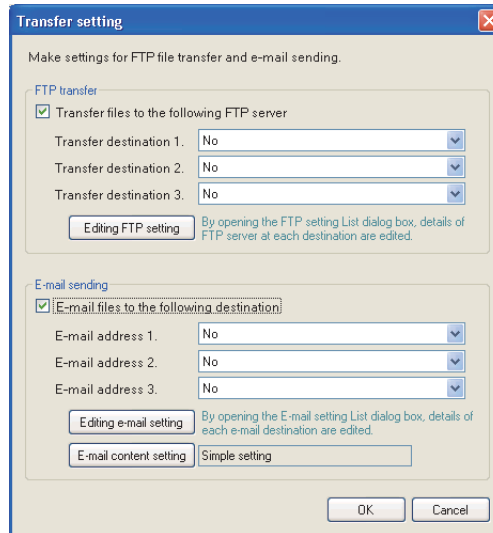 Transfer setting
Make settings for FTP file transfer and e-mail sending.
FTP transfer
Transfer files to the following FTP server
Transfer destination 1. No
Transfer destination 2. No
Transfer destination 3. No
Editing FTP setting By opening the FTP setting List dialog box, details of
FTP server at each destination are edited.
E-mail sending
E-mail files to the following destination
E-mail address 1. No
E-mail address 2. No
E-mail address 3. No
Editing e-mail setting By opening the E-mail setting List dialog box, details of
each e-mail destination are edited.
E-mail content setting Simple setting
OK Cancel